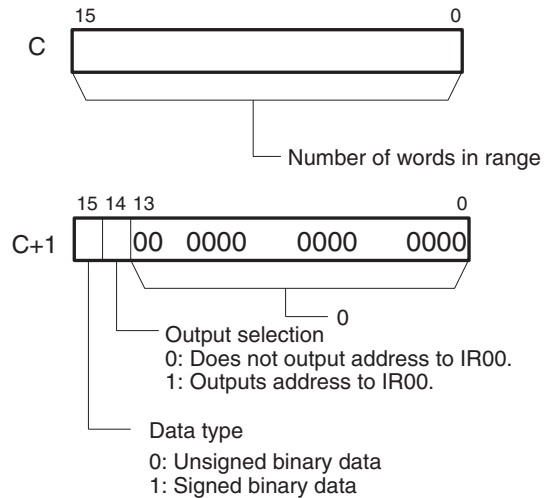 15 0
C
Number of words in range
15 14 13 0
C+1 00 0000 0000 0000
0
Output selection
0: Does not output address to IR00.
1: Outputs address to IR00.
Data type
0: Unsigned binary data
1: Signed binary data